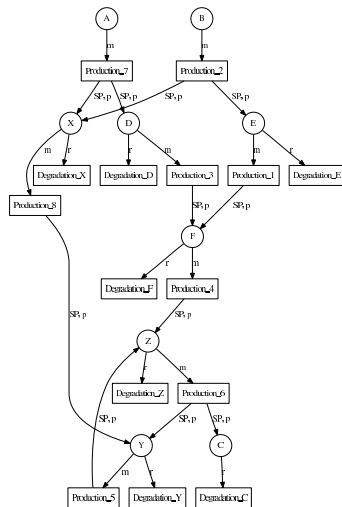 A B
m m
Production_7 Production_2
SP,p SP,p SP,p SP,p
X D E
m r r m m r
Degradation_X Degradation_D Production_3 Production_1 Degradation_E
Production_8
SP,p SP,p
F
r m
Degradation_F Production_4
SP,p SP,p
Z
r m
Degradation_Z Production_6
SP,p SP,p SP,p
Y C
m r r
Production_5 Degradation_Y Degradation_C